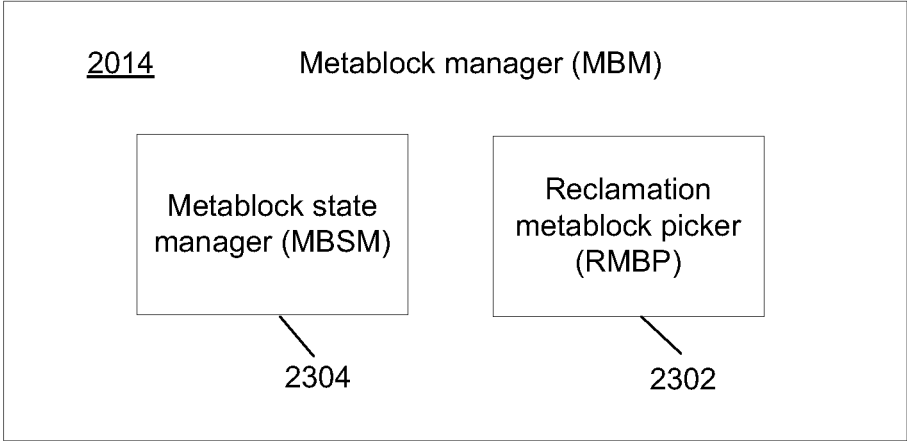 2014 Metablock manager (MBM)
Metablock state
manager (MBSM)
Reclamation
metablock picker
(RMBP)
2304
2302